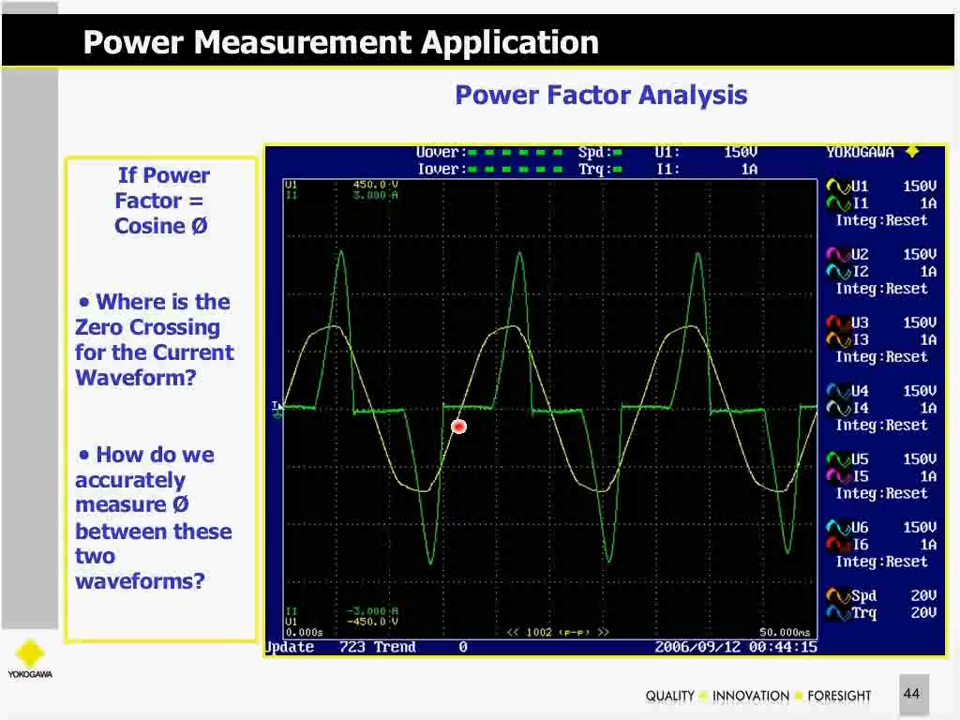 Power Measurement Application
Power Factor Analysis
If Power
Factor =
Cosine Ø
• Where is the
Zero Crossing
for the Current
Waveform?
• How do we
accurately
measure Ø
between these
two
waveforms?
Uover: Spd: U1: 150V YOKOGAWA
Iover: Trq: I1: 1A
U1 450.0 V
I1 3.000 A
U1 150V
I1 1A
Integ:Reset
U2 150V
I2 1A
Integ:Reset
U3 150V
I3 1A
Integ:Reset
U4 150V
I4 1A
Integ:Reset
U5 150V
I5 1A
Integ:Reset
U6 150V
I6 1A
Integ:Reset
Spd 20V
Trq 20V
I1 -3.000 A
U1 -450.0 V
0.000s << 1002 (p-p) >> 50.000ms
Update 723 Trend 0 2006/09/12 00:44:15
YOKOGAWA
QUALITY INNOVATION FORESIGHT 44